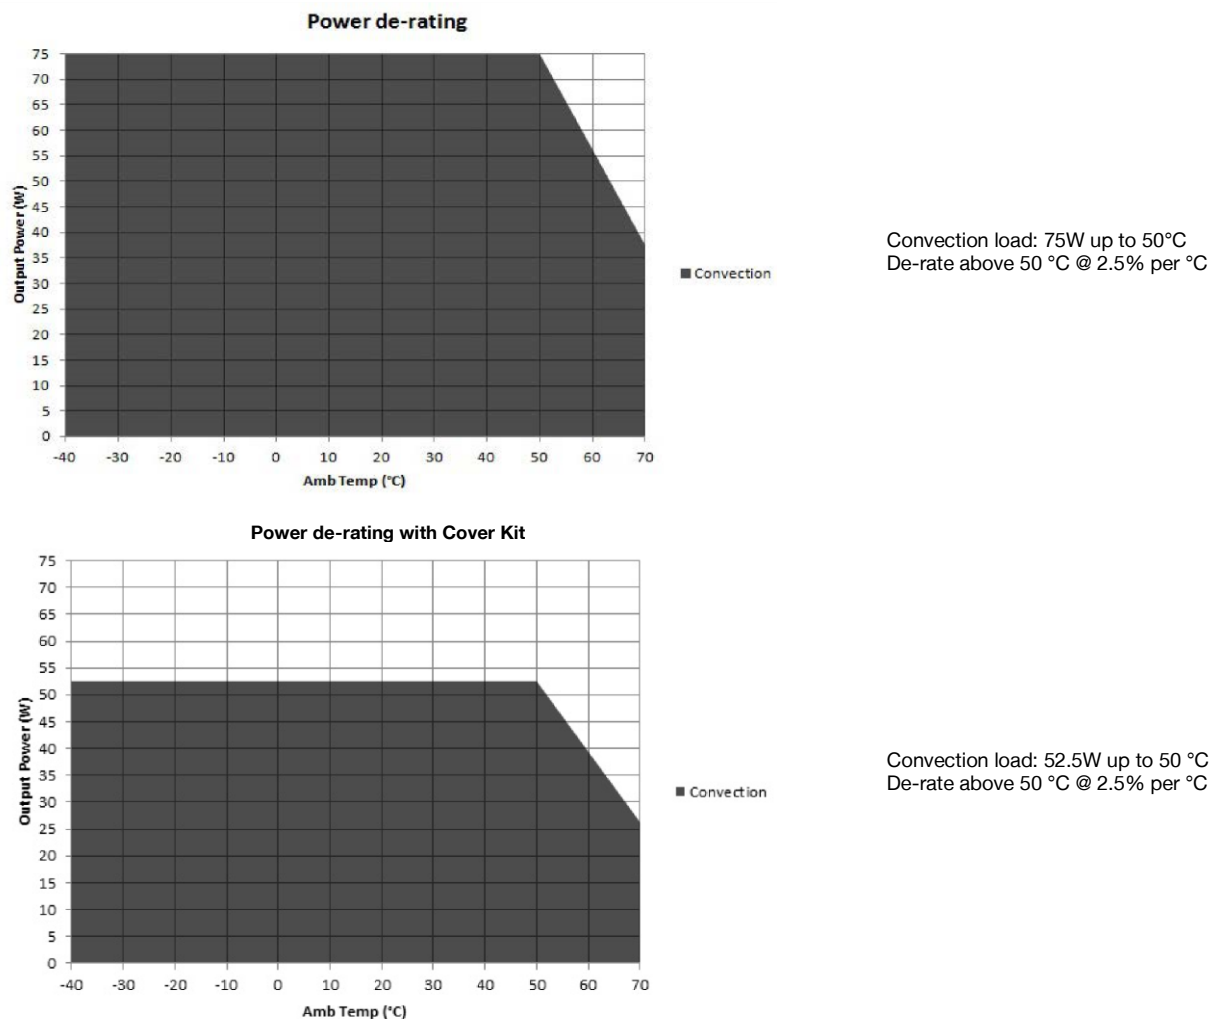 Power de-rating
75
70
65
60
55
50
45
40
35
30
25
20
15
10
5
0
Output Power (W)
-40 -30 -20 -10 0 10 20 30 40 50 60 70
Amb Temp (°C)
Convection
Convection load: 75W up to 50°C
De-rate above 50 °C @ 2.5% per °C
Power de-rating with Cover Kit
75
70
65
60
55
50
45
40
35
30
25
20
15
10
5
0
Output Power (W)
-40 -30 -20 -10 0 10 20 30 40 50 60 70
Amb Temp (°C)
Convection
Convection load: 52.5W up to 50 °C
De-rate above 50 °C @ 2.5% per °C